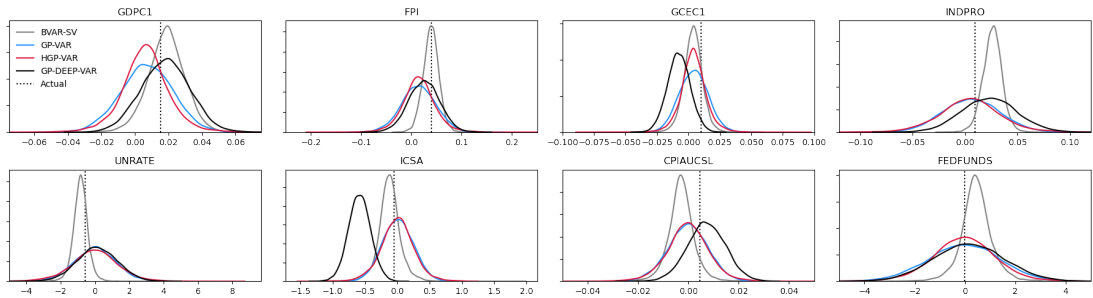 GDPC1
FPI
GCEC1
INDPRO
BVAR-SV
GP-VAR
HGP-VAR
GP-DEEP-VAR
Actual
−0.06 −0.04 −0.02 0.00 0.02 0.04 0.06
−0.2 −0.1 0.0 0.1 0.2
−0.100 −0.075 −0.050 −0.025 0.000 0.025 0.050 0.075 0.100
−0.10 −0.05 0.00 0.05 0.10
UNRATE
ICSA
CPIAUCSL
FEDFUNDS
−4 −2 0 2 4 6 8
−1.5 −1.0 −0.5 0.0 0.5 1.0 1.5 2.0
−0.04 −0.02 0.00 0.02 0.04
−4 −2 0 2 4